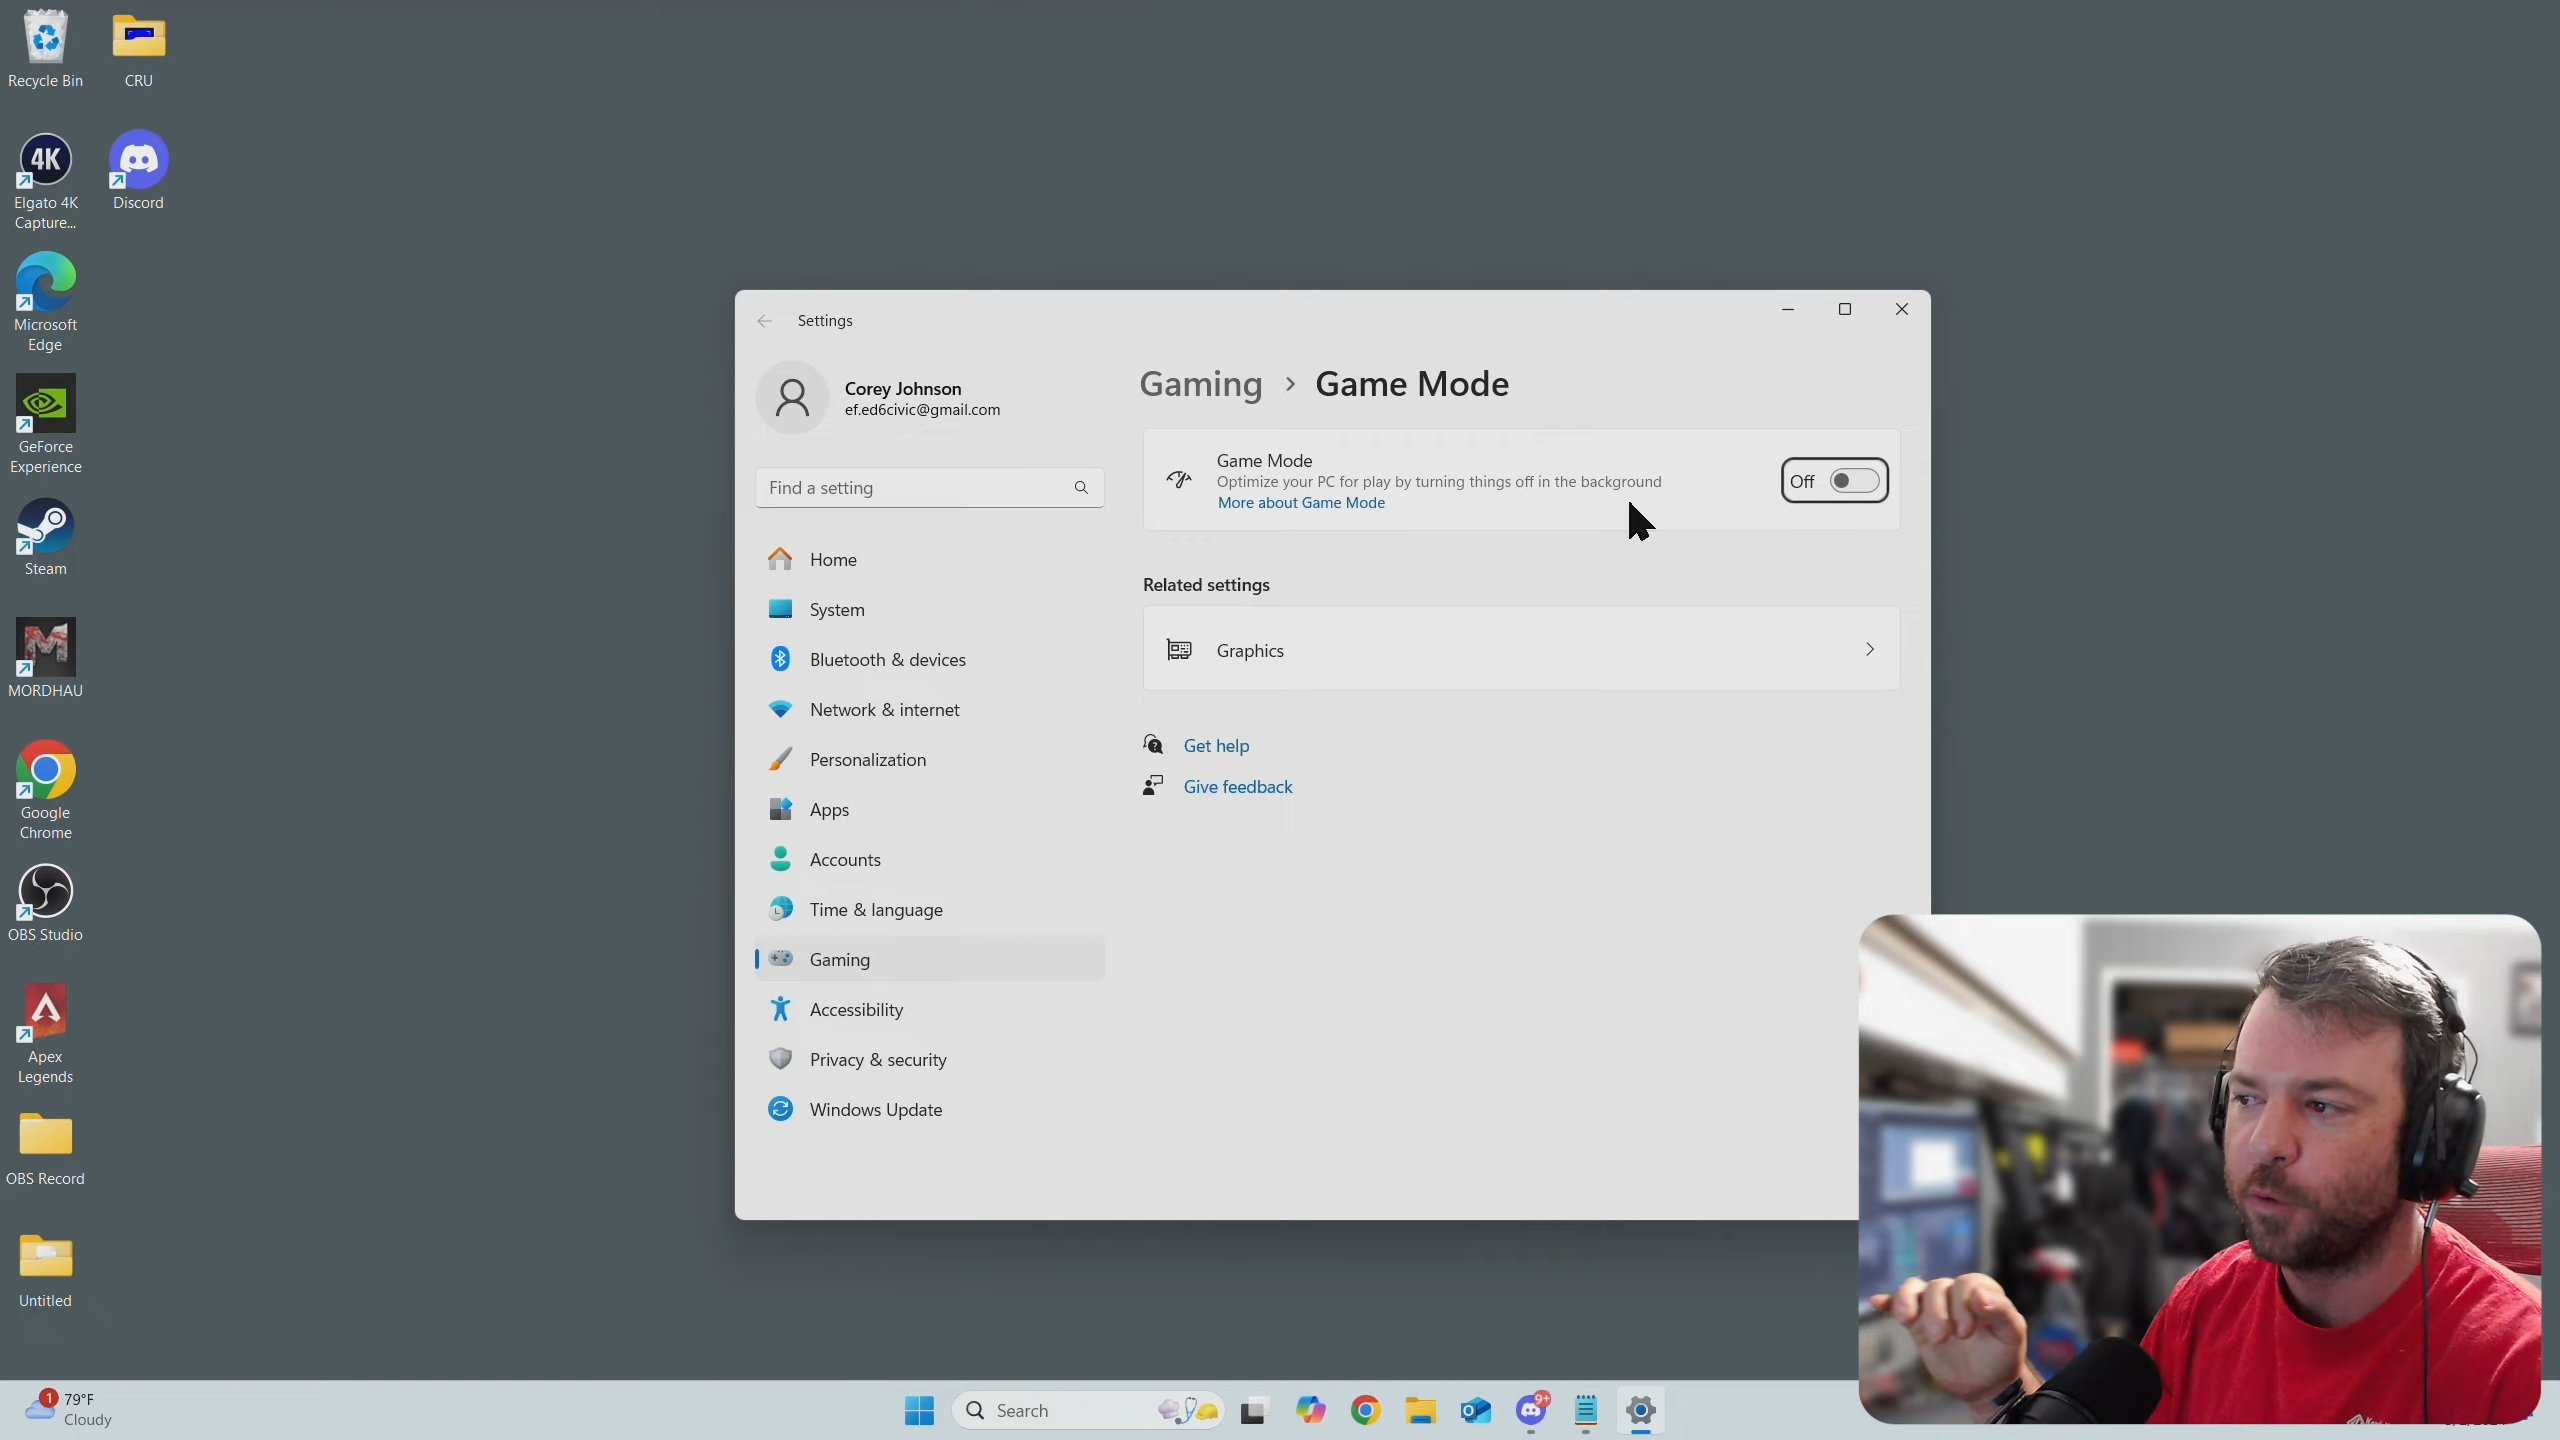 Recycle Bin
CRU
4K
Elgato 4K
Capture...
Discord
Microsoft
Edge
GeForce
Experience
Steam
M
MORDHAU
Google
Chrome
OBS Studio
Apex
Legends
OBS Record
Untitled
Settings
Corey Johnson
ef.ed6civic@gmail.com
Find a setting
Home
System
Bluetooth & devices
Network & internet
Personalization
Apps
Accounts
Time & language
Gaming
Accessibility
Privacy & security
Windows Update
Gaming > Game Mode
Game Mode
Optimize your PC for play by turning things off in the background
More about Game Mode
Off
Related settings
Graphics
Get help
Give feedback
1
79°F
Cloudy
Search
9+